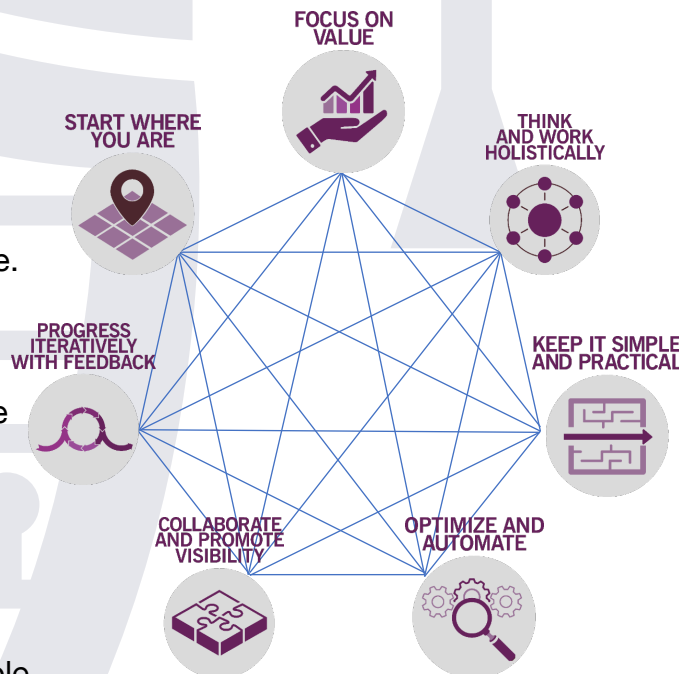 FOCUS ON
VALUE
START WHERE
YOU ARE
THINK
AND WORK
HOLISTICALLY
e.
PROGRESS
ITERATIVELY
WITH FEEDBACK
KEEP IT SIMPLE
AND PRACTICAL
e
COLLABORATE
AND PROMOTE
VISIBILITY
OPTIMIZE AND
AUTOMATE